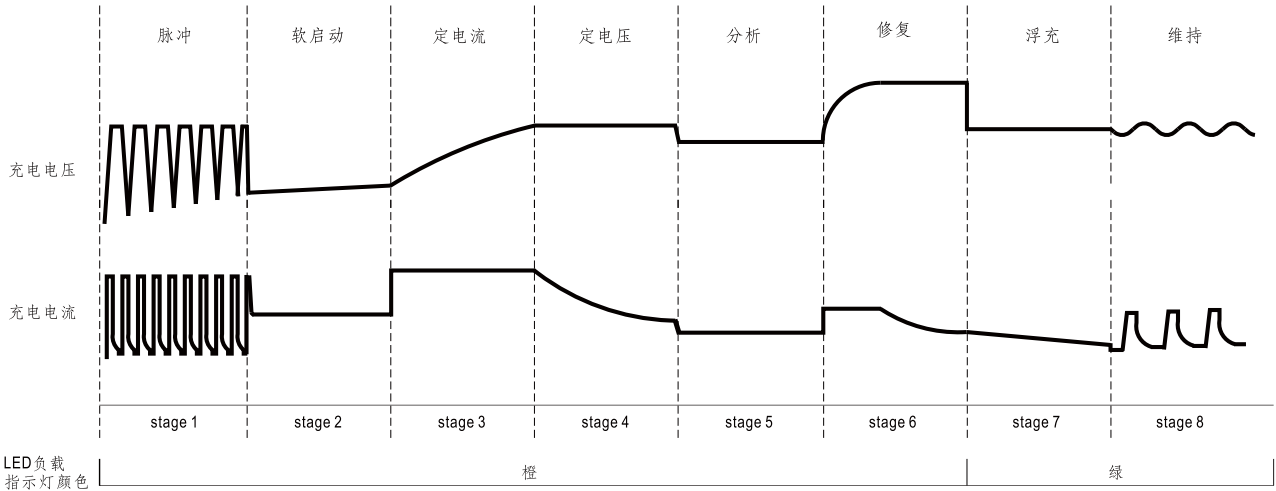 脉冲
软启动
定电流
定电压
分析
修复
浮充
维持
充电电压
充电电流
stage 1
stage 2
stage 3
stage 4
stage 5
stage 6
stage 7
stage 8
LED负载
指示灯颜色
橙
绿